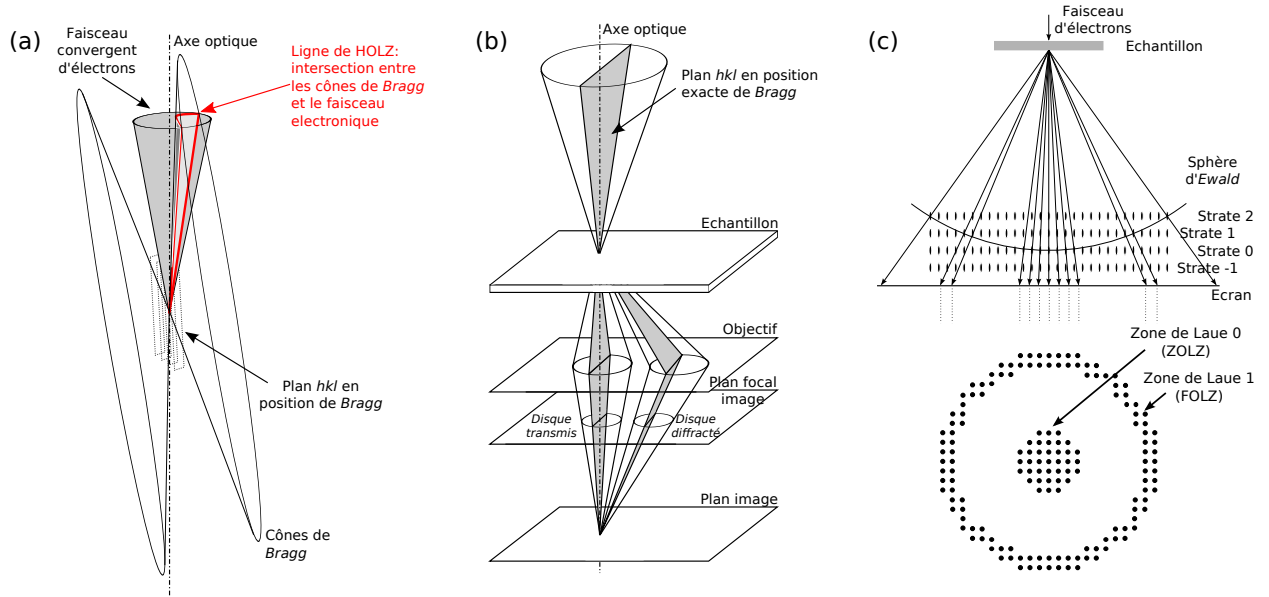 (a)
Faisceau
convergent
d'électrons
Axe optique
Ligne de HOLZ:
intersection entre
les cônes de Bragg
et le faisceau
electronique
Plan hkl en
position de Bragg
Cônes de
Bragg
(b)
Axe optique
Plan hkl en position
exacte de Bragg
Echantillon
Objectif
Plan focal
image
Disque
transmis
Disque
diffracté
Plan image
(c)
Faisceau
d'électrons
Echantillon
Sphère
d'Ewald
Strate 2
Strate 1
Strate 0
Strate -1
Ecran
Zone de Laue 0
(ZOLZ)
Zone de Laue 1
(FOLZ)